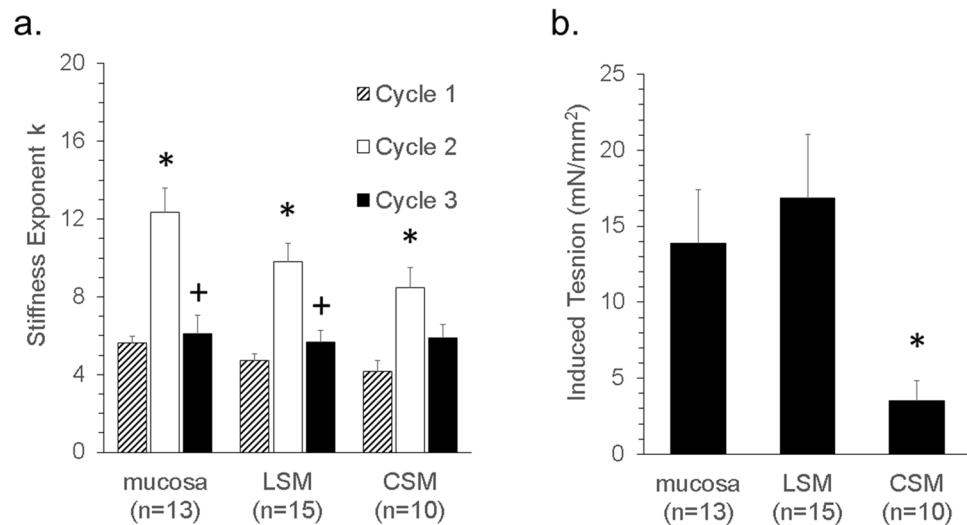 a.
Stiffness Exponent k
20
16
12
8
4
0
Cycle 1
Cycle 2
Cycle 3
*
+
*
+
*
mucosa
(n=13)
LSM
(n=15)
CSM
(n=10)
b.
Induced Tesnion (mN/mm²)
25
20
15
10
5
0
*
mucosa
(n=13)
LSM
(n=15)
CSM
(n=10)